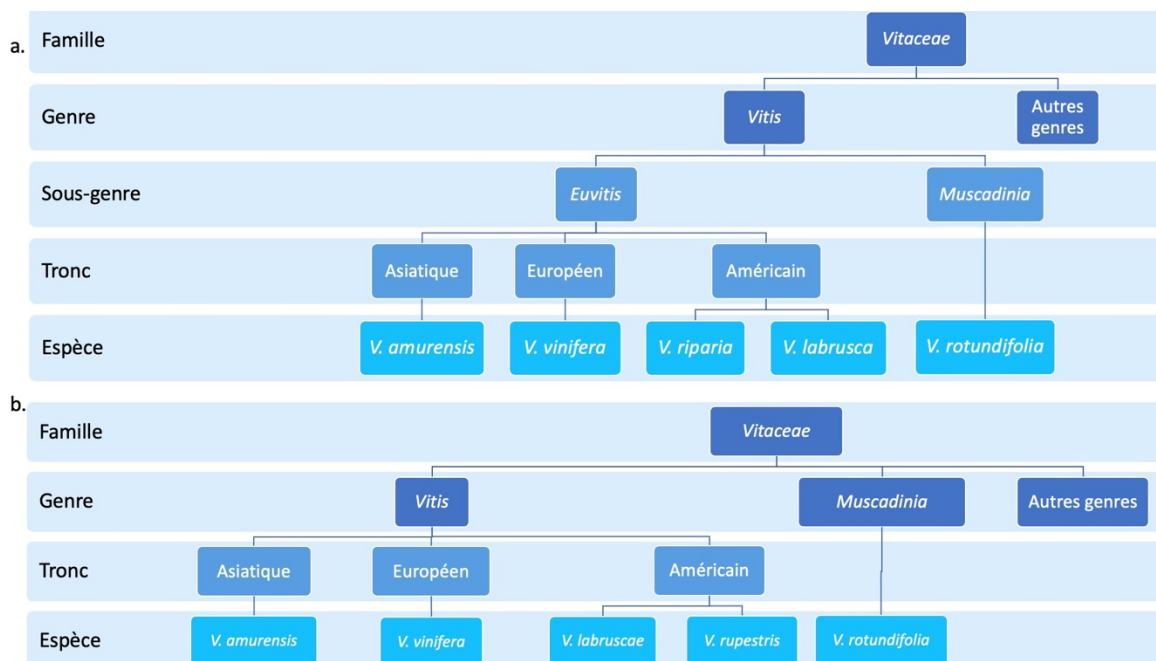 a.
Famille
Vitaceae
Genre
Vitis
Autres
genres
Sous-genre
Euvitis
Muscadinia
Tronc
Asiatique
Européen
Américain
Espèce
V. amurensis
V. vinifera
V. riparia
V. labrusca
V. rotundifolia
b.
Famille
Vitaceae
Genre
Vitis
Muscadinia
Autres genres
Tronc
Asiatique
Européen
Américain
Espèce
V. amurensis
V. vinifera
V. labruscae
V. rupestris
V. rotundifolia